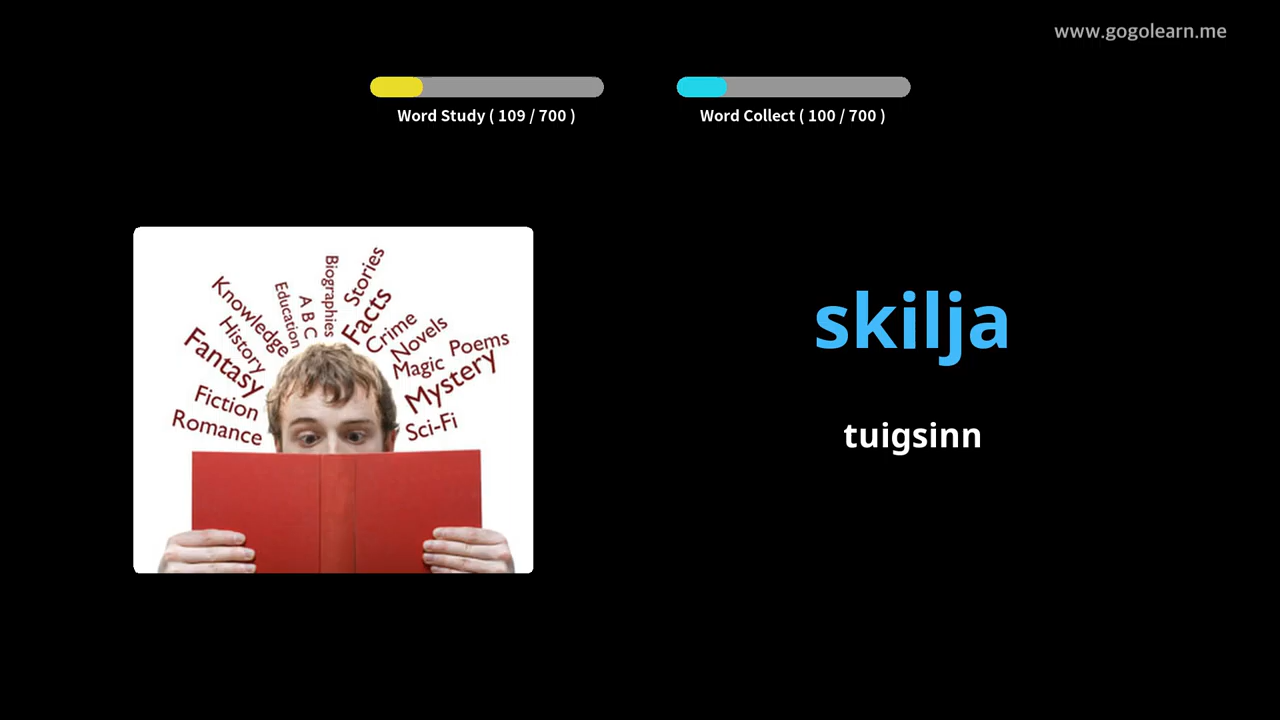 www.gogolearn.me
Word Study ( 109 / 700 )
Word Collect ( 100 / 700 )
Biographies
Stories
Education
A B C
Facts
Knowledge
Crime
History
Novels
Fantasy
Magic
Poems
Mystery
Fiction
Romance
Sci-Fi
skilja
tuigsinn